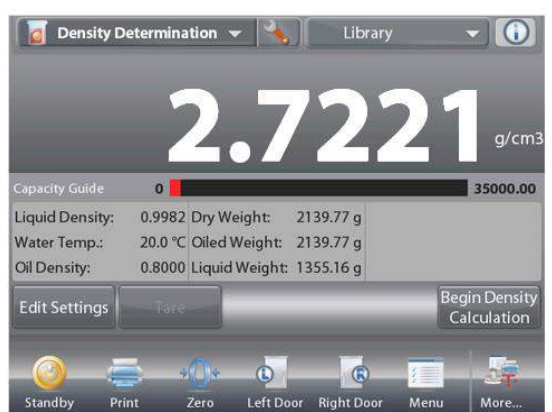 Density Determination Library
2.7221 g/cm3
Capacity Guide 0 35000.00
Liquid Density: 0.9982 Dry Weight: 2139.77 g
Water Temp.: 20.0 °C Oiled Weight: 2139.77 g
Oil Density: 0.8000 Liquid Weight: 1355.16 g
Edit Settings Tare Begin Density
Calculation
Standby Print Zero Left Door Right Door Menu More...